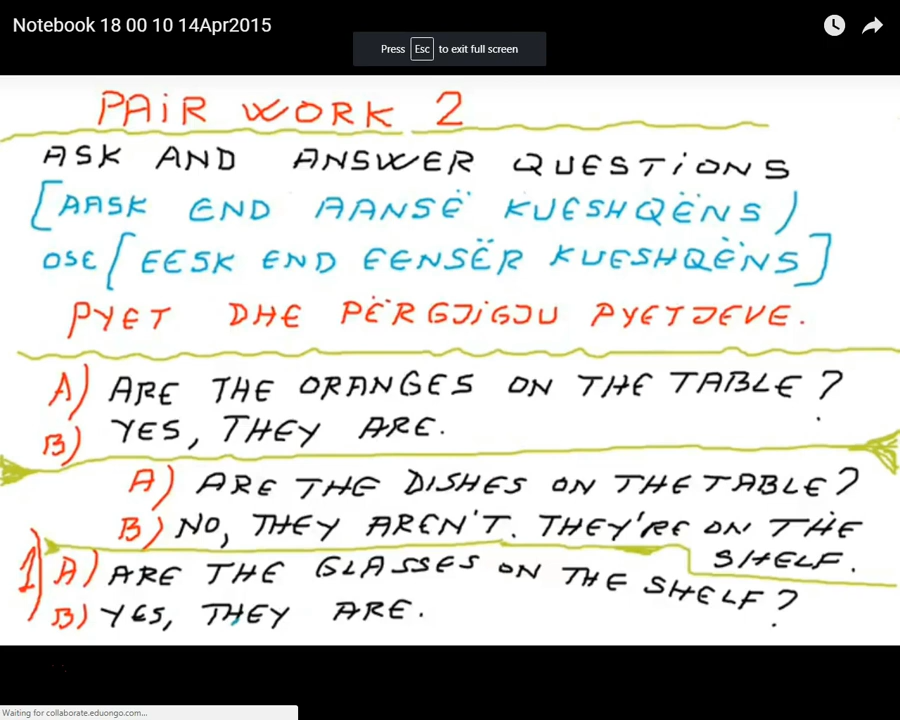 Notebook 18 00 10 14Apr2015
Press Esc to exit full screen
PAiR WORK 2
ASK AND ANSWER QUESTiONS
[AASK END AANSË KUESHQËNS)
OSE [EESK END EENSËR KUESHQËNS]
PYET DHE PËRGJiGJU PYETJEVE.
A) ARE THE ORANGES ON THE TABLE?
B) YES, THEY ARE.
A) ARE THE DISHES ON THE TABLE?
B) NO, THEY AREN'T. THEY'RE ON THE
SHELF.
1) A) ARE THE GLASSES ON THE SHELF?
B) YES, THEY ARE.
Waiting for collaborate.eduongo.com...